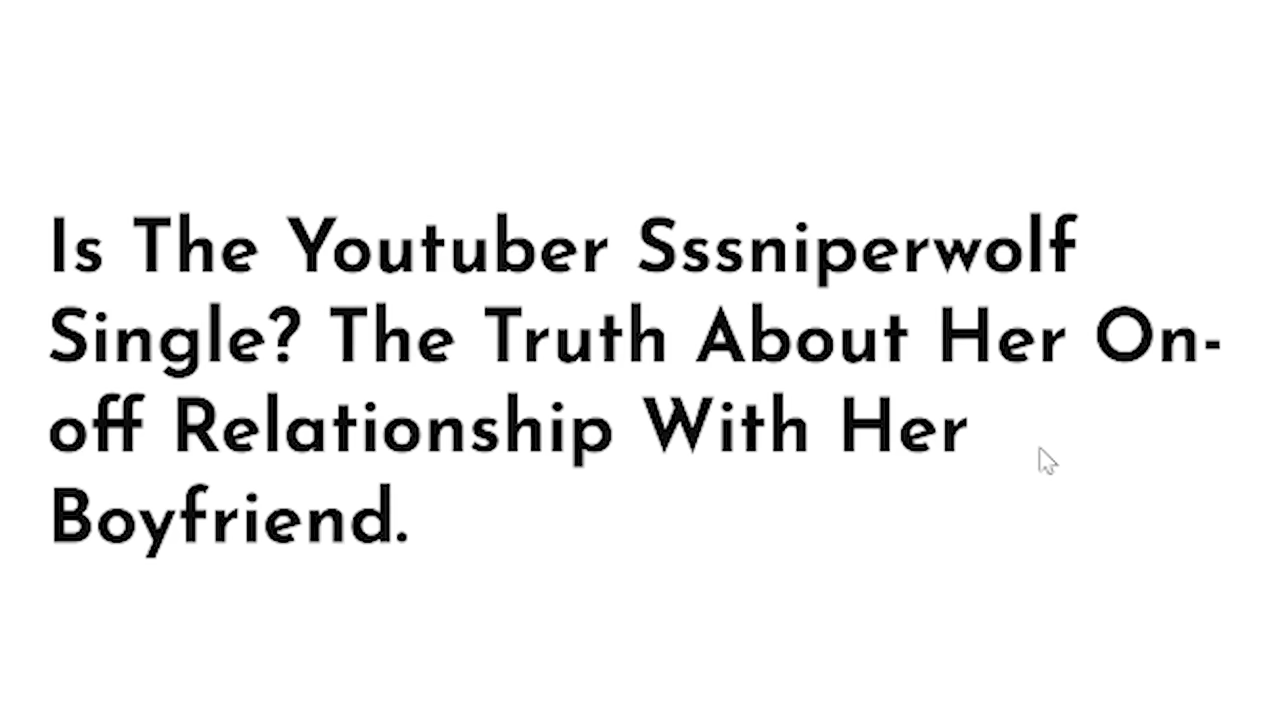 Is The Youtuber Sssniperwolf
Single? The Truth About Her On-
off Relationship With Her
Boyfriend.